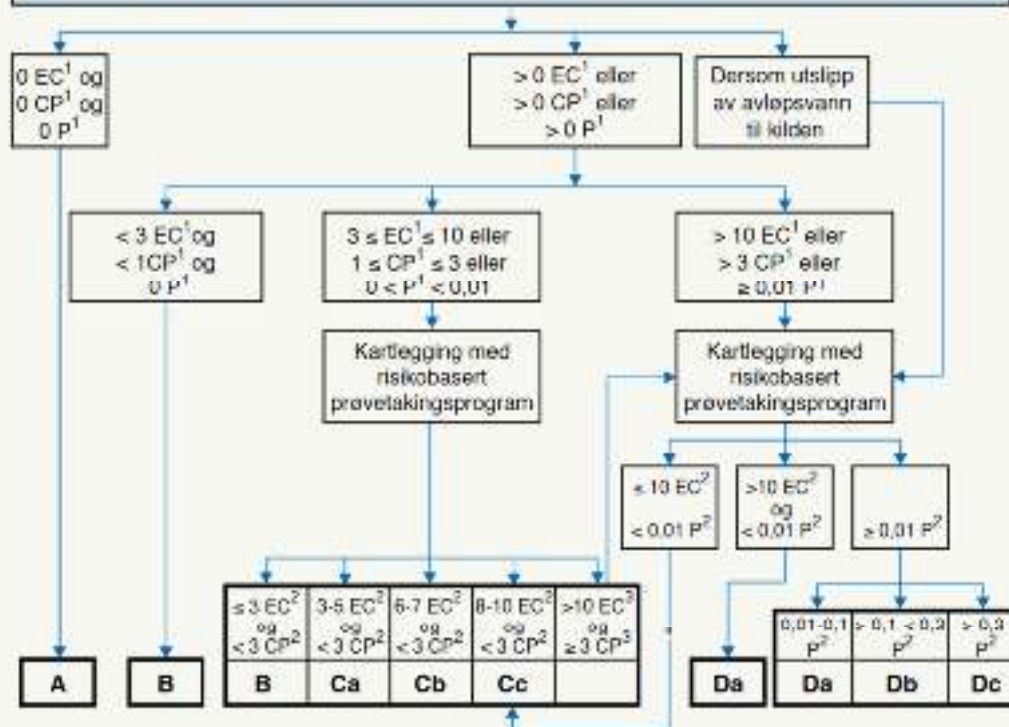 0 EC¹ og
0 CP¹ og
0 P¹
> 0 EC¹ eller
> 0 CP¹ eller
> 0 P¹
Dersom utslipp
av avløpsvann
til kilden
< 3 EC¹og
< 1CP¹ og
0 P¹
3 ≤ EC¹≤ 10 eller
1 ≤ CP¹ ≤ 3 eller
0 < P¹ < 0,01
> 10 EC¹ eller
> 3 CP¹ eller
≥ 0,01 P¹
Kartlegging med
risikobasert
prøvetakingsprogram
Kartlegging med
risikobasert
prøvetakingsprogram
≤ 10 EC²
< 0,01 P²
>10 EC²
og
< 0,01 P²
≥ 0,01 P²
≤ 3 EC²
og
< 3 CP²
3-5 EC²
og
< 3 CP²
6-7 EC²
og
< 3 CP²
8-10 EC²
og
< 3 CP²
>10 EC³
og
≥ 3 CP³
0,01-0,1
P²
> 0,1 - < 0,3
P²
> 0,3
P²
A
B
B
Ca
Cb
Cc
Da
Da
Db
Dc